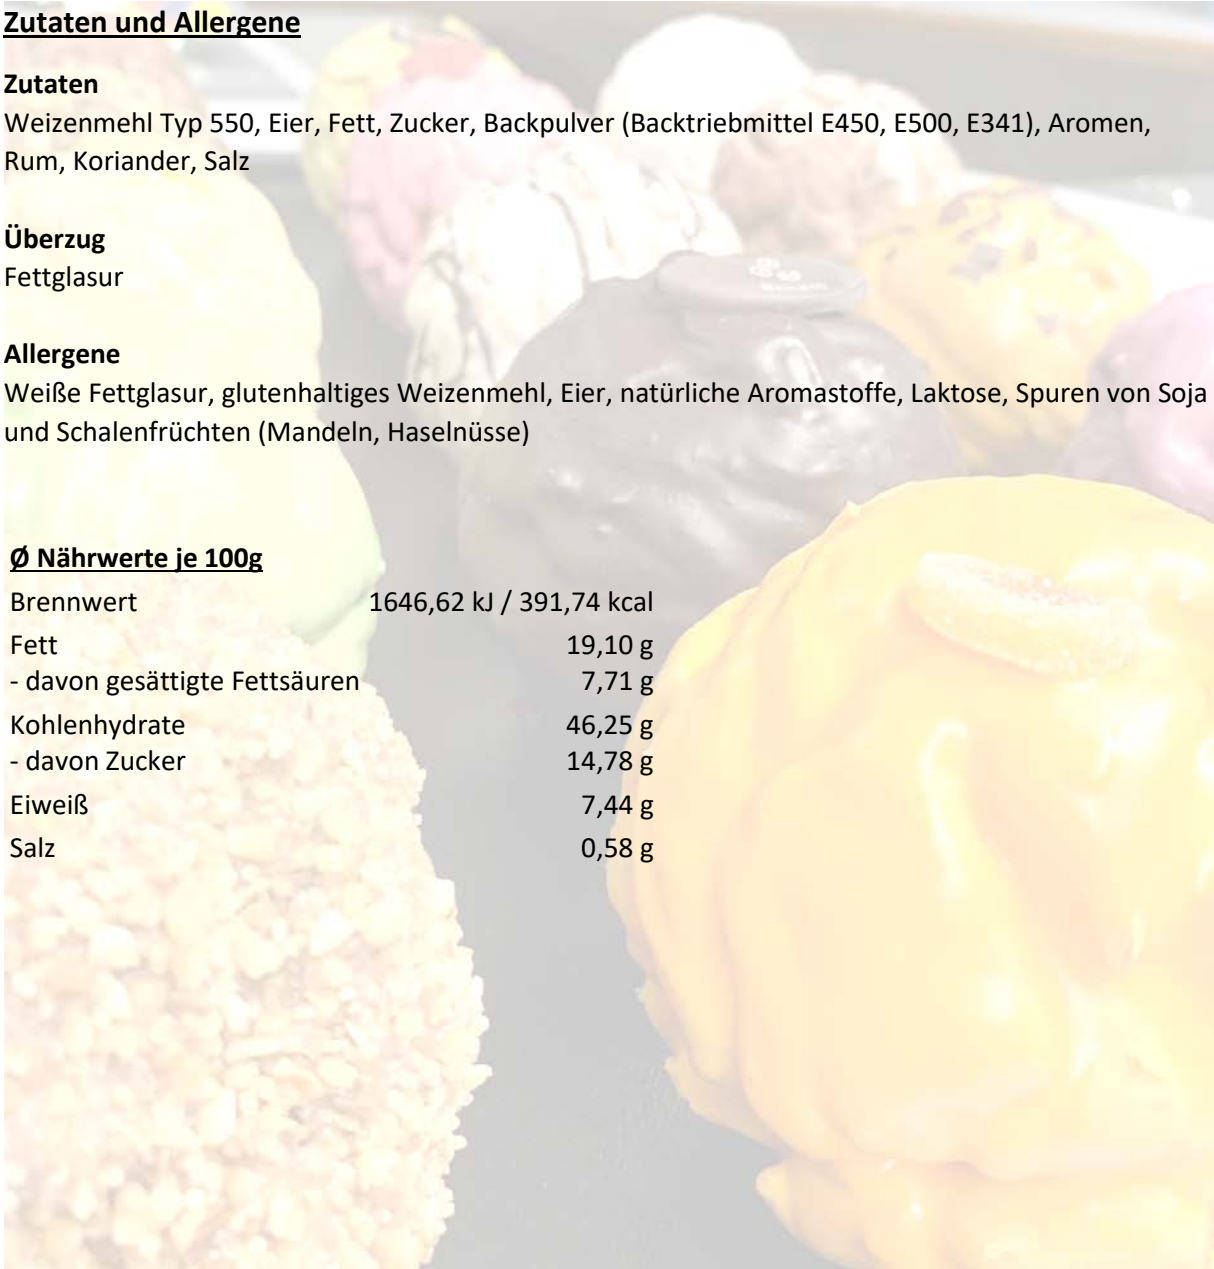 Zutaten und Allergene
Zutaten
Weizenmehl Typ 550, Eier, Fett, Zucker, Backpulver (Backtriebmittel E450, E500, E341), Aromen,
Rum, Koriander, Salz
Überzug
Fettglasur
Allergene
Weiße Fettglasur, glutenhaltiges Weizenmehl, Eier, natürliche Aromastoffe, Laktose, Spuren von Soja
und Schalenfrüchten (Mandeln, Haselnüsse)
Ø Nährwerte je 100g
Brennwert 1646,62 kJ / 391,74 kcal
Fett 19,10 g
- davon gesättigte Fettsäuren 7,71 g
Kohlenhydrate 46,25 g
- davon Zucker 14,78 g
Eiweiß 7,44 g
Salz 0,58 g